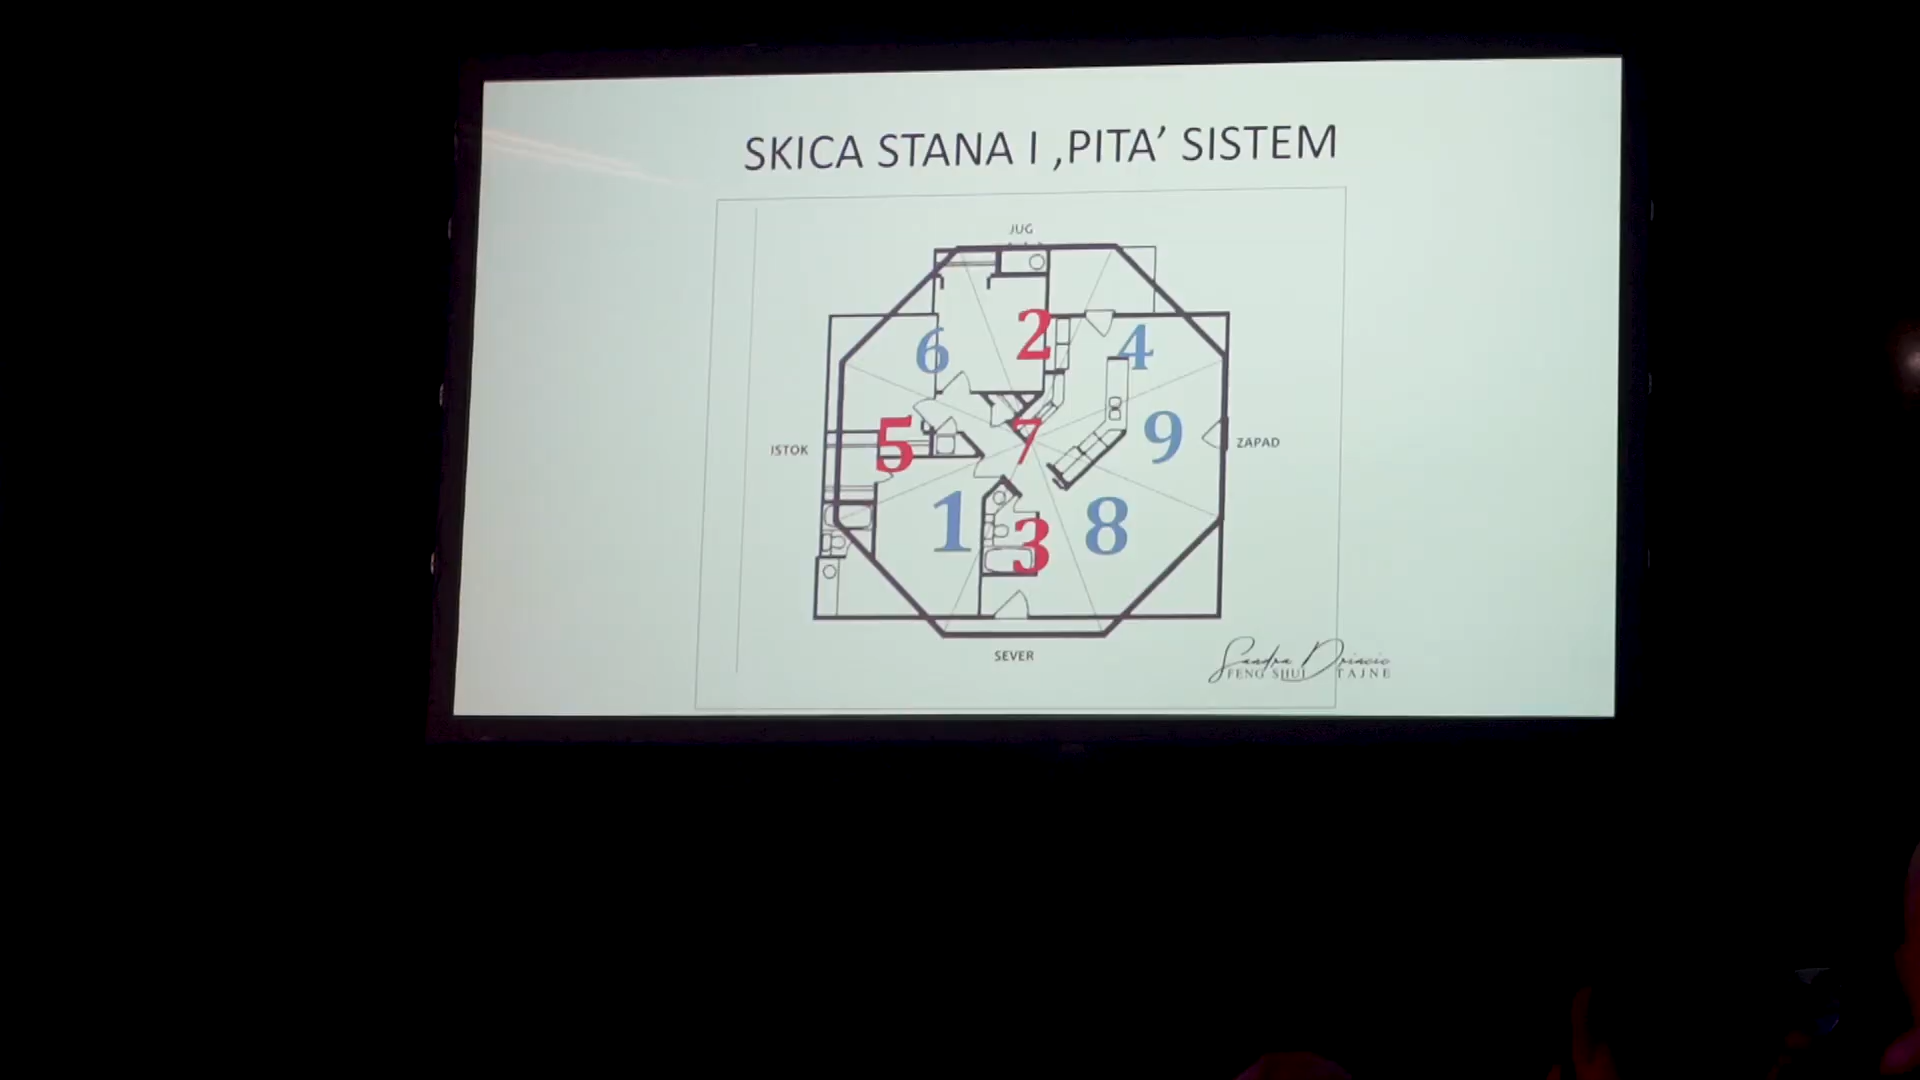 SKICA STANA I ‚PITA’ SISTEM
JUG
2
6
4
5
7
9
ISTOK
ZAPAD
1
3
8
SEVER
Sandra
FENG SHUI TAJNE